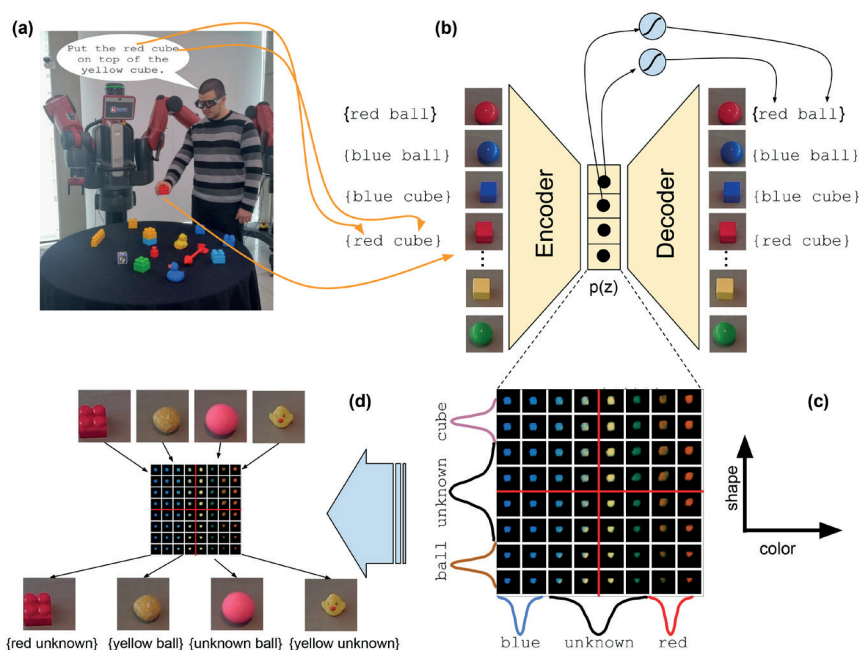 (a)
Put the red cube
on top of the
yellow cube.
(b)
{red ball}
{blue ball}
{blue cube}
{red cube}
Encoder
p(z)
Decoder
{red ball}
{blue ball}
{blue cube}
{red cube}
(c)
cube
unknown
ball
blue
unknown
red
shape
color
(d)
{red unknown}
{yellow ball}
{unknown ball}
{yellow unknown}